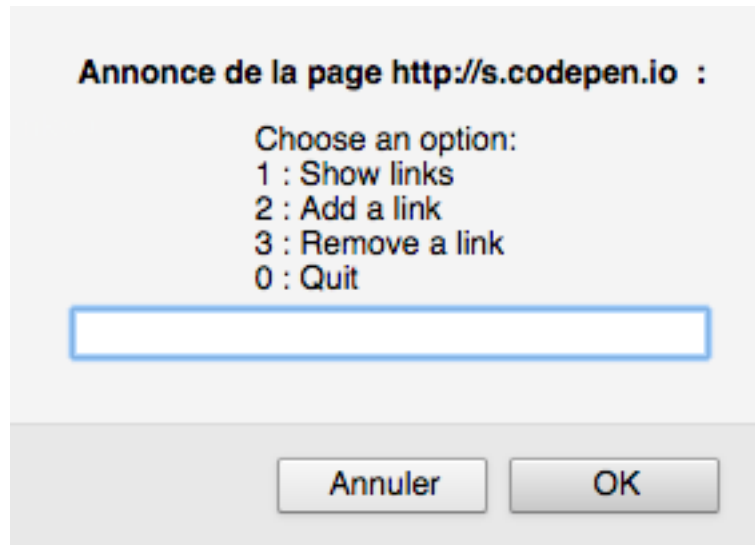 Annonce de la page http://s.codepen.io :
Choose an option:
1 : Show links
2 : Add a link
3 : Remove a link
0 : Quit
Annuler OK